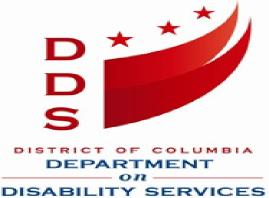 DDS
DISTRICT OF COLUMBIA
DEPARTMENT
on
DISABILITY SERVICES